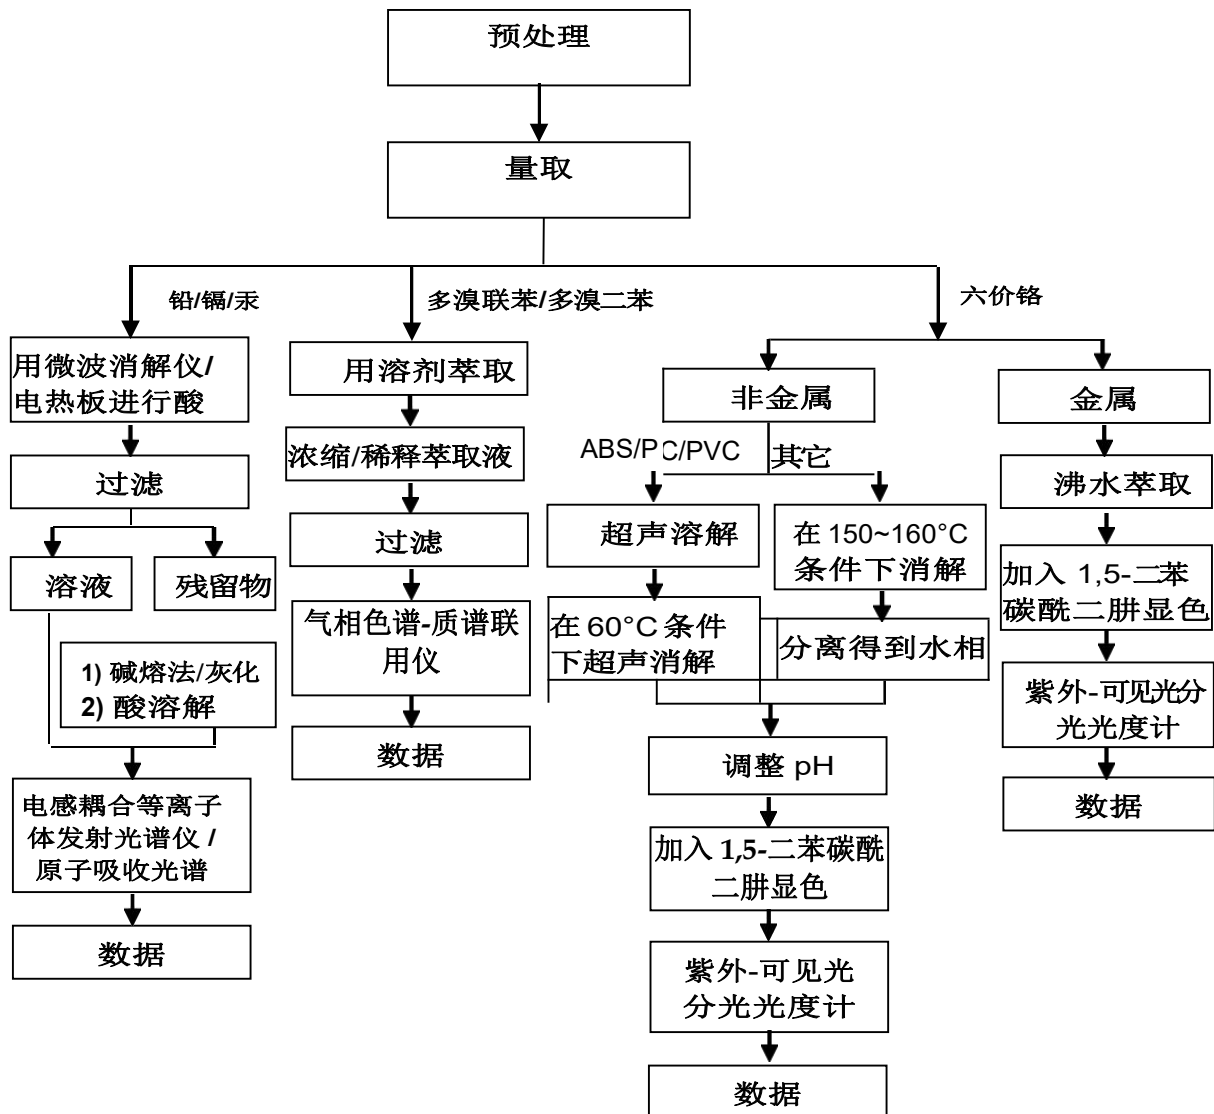 预处理
量取
铅/镉/汞
多溴联苯/多溴二苯
六价铬
用微波消解仪/
电热板进行酸
过滤
溶液
残留物
1) 碱熔法/灰化
2) 酸溶解
电感耦合等离子
体发射光谱仪 /
原子吸收光谱
数据
用溶剂萃取
浓缩/稀释萃取液
过滤
气相色谱-质谱联
用仪
数据
非金属
ABS/PC/PVC
其它
超声溶解
在 60°C 条件
下超声消解
在 150~160°C
条件下消解
分离得到水相
调整 pH
加入 1,5-二苯碳酰
二肼显色
紫外-可见光
分光光度计
数据
金属
沸水萃取
加入 1,5-二苯
碳酰二肼显色
紫外-可见光分
光光度计
数据